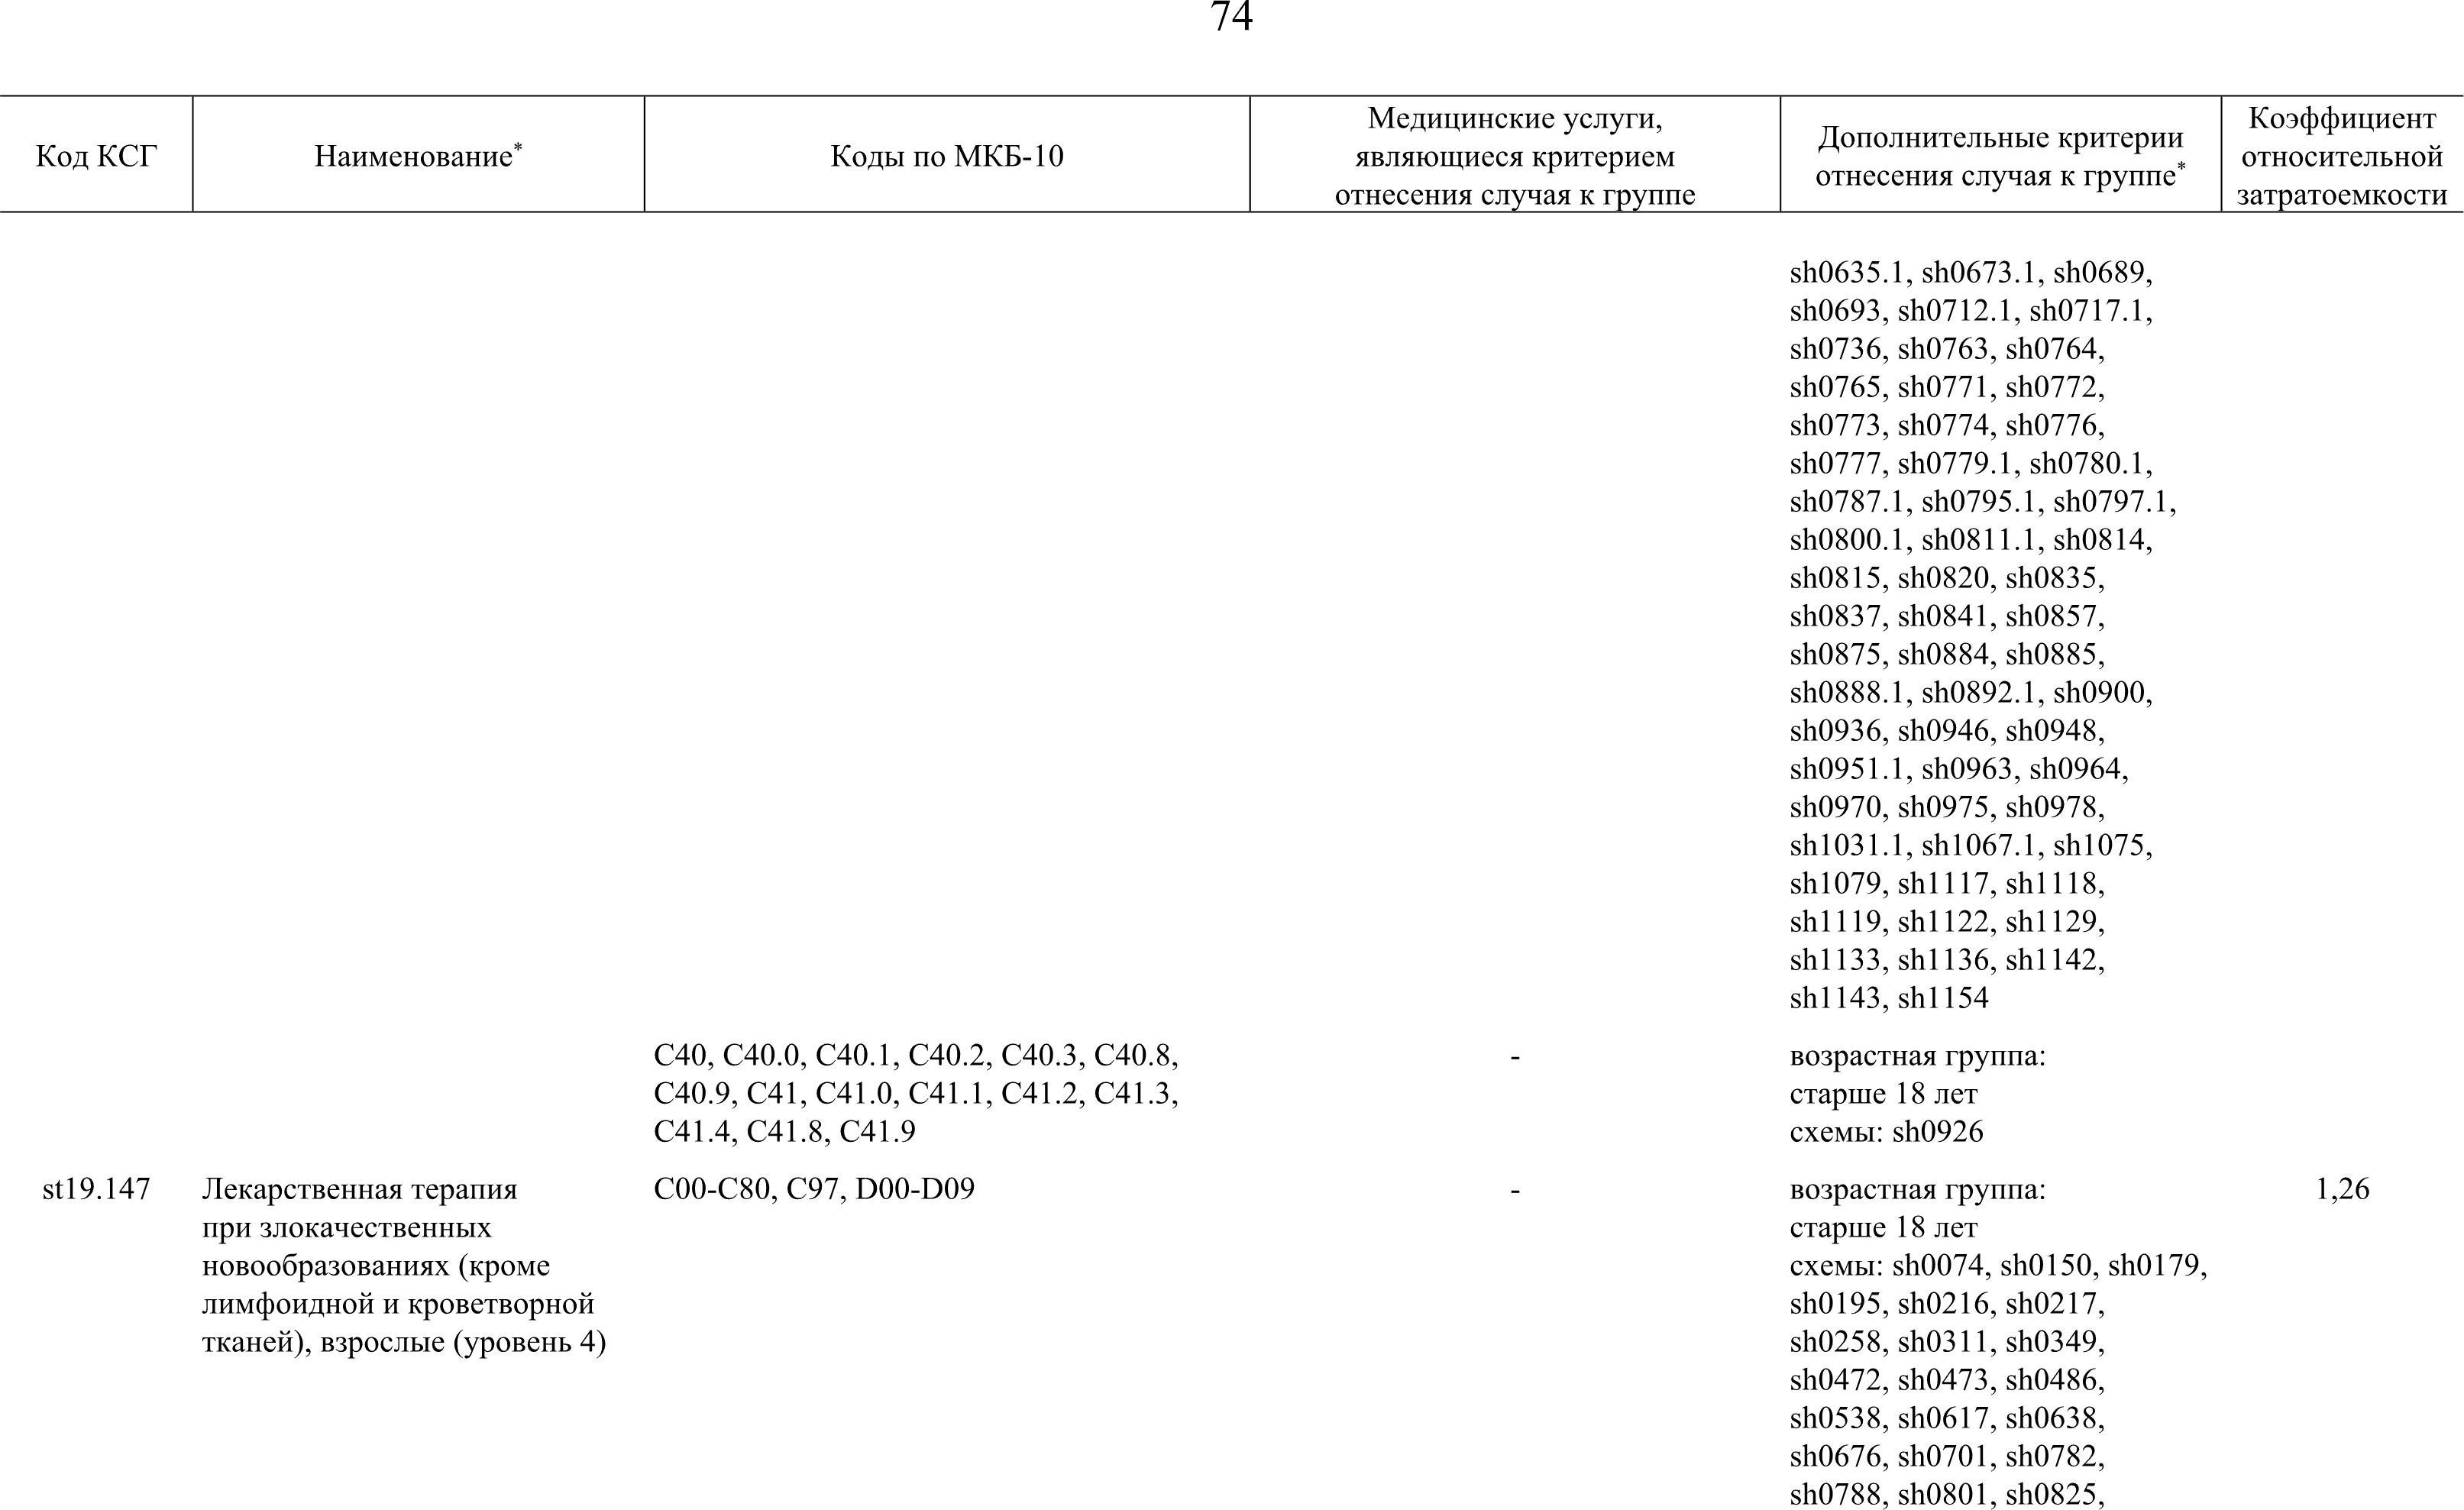 74
Код КСГ
Наименование*
Коды по МКБ-10
Медицинские услуги,
являющиеся критерием
отнесения случая к группе
Дополнительные критерии
отнесения случая к группе*
Коэффициент
относительной
затратоемкости
sh0635.1, sh0673.1, sh0689,
sh0693, sh0712.1, sh0717.1,
sh0736, sh0763, sh0764,
sh0765, sh0771, sh0772,
sh0773, sh0774, sh0776,
sh0777, sh0779.1, sh0780.1,
sh0787.1, sh0795.1, sh0797.1,
sh0800.1, sh0811.1, sh0814,
sh0815, sh0820, sh0835,
sh0837, sh0841, sh0857,
sh0875, sh0884, sh0885,
sh0888.1, sh0892.1, sh0900,
sh0936, sh0946, sh0948,
sh0951.1, sh0963, sh0964,
sh0970, sh0975, sh0978,
sh1031.1, sh1067.1, sh1075,
sh1079, sh1117, sh1118,
sh1119, sh1122, sh1129,
sh1133, sh1136, sh1142,
sh1143, sh1154
C40, C40.0, C40.1, C40.2, C40.3, C40.8,
C40.9, C41, C41.0, C41.1, C41.2, C41.3,
C41.4, C41.8, C41.9
-
возрастная группа:
старше 18 лет
схемы: sh0926
st19.147
Лекарственная терапия
при злокачественных
новообразованиях (кроме
лимфоидной и кроветворной
тканей), взрослые (уровень 4)
C00-C80, C97, D00-D09
-
возрастная группа:
старше 18 лет
схемы: sh0074, sh0150, sh0179,
sh0195, sh0216, sh0217,
sh0258, sh0311, sh0349,
sh0472, sh0473, sh0486,
sh0538, sh0617, sh0638,
sh0676, sh0701, sh0782,
sh0788, sh0801, sh0825,
1,26